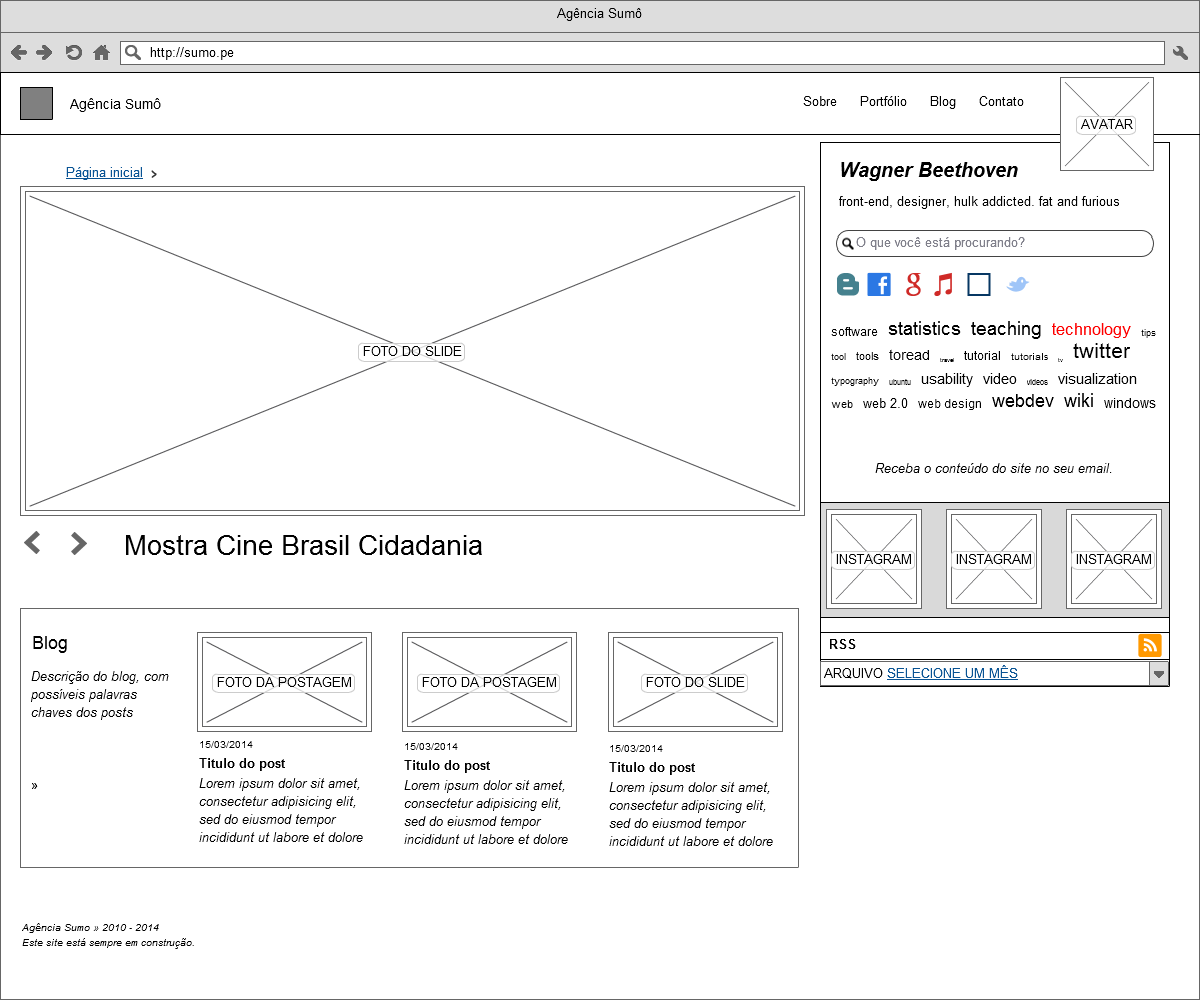 Agência Sumô
http://sumo.pe
Agência Sumô
Sobre Portfólio Blog Contato
AVATAR
Página inicial
FOTO DO SLIDE
Mostra Cine Brasil Cidadania
Wagner Beethoven
front-end, designer, hulk addicted. fat and furious
O que você está procurando?
software statistics teaching technology tips
tool tools toread travel tutorial tutorials tv twitter
typography ubuntu usability video videos visualization
web web 2.0 web design webdev wiki windows
Receba o conteúdo do site no seu email.
INSTAGRAM INSTAGRAM INSTAGRAM
RSS
ARQUIVO SELECIONE UM MÊS
Blog
Descrição do blog, com
possíveis palavras
chaves dos posts
»
FOTO DA POSTAGEM
15/03/2014
Titulo do post
Lorem ipsum dolor sit amet,
consectetur adipisicing elit,
sed do eiusmod tempor
incididunt ut labore et dolore
FOTO DA POSTAGEM
15/03/2014
Titulo do post
Lorem ipsum dolor sit amet,
consectetur adipisicing elit,
sed do eiusmod tempor
incididunt ut labore et dolore
FOTO DO SLIDE
15/03/2014
Titulo do post
Lorem ipsum dolor sit amet,
consectetur adipisicing elit,
sed do eiusmod tempor
incididunt ut labore et dolore
Agência Sumo » 2010 - 2014
Este site está sempre em construção.